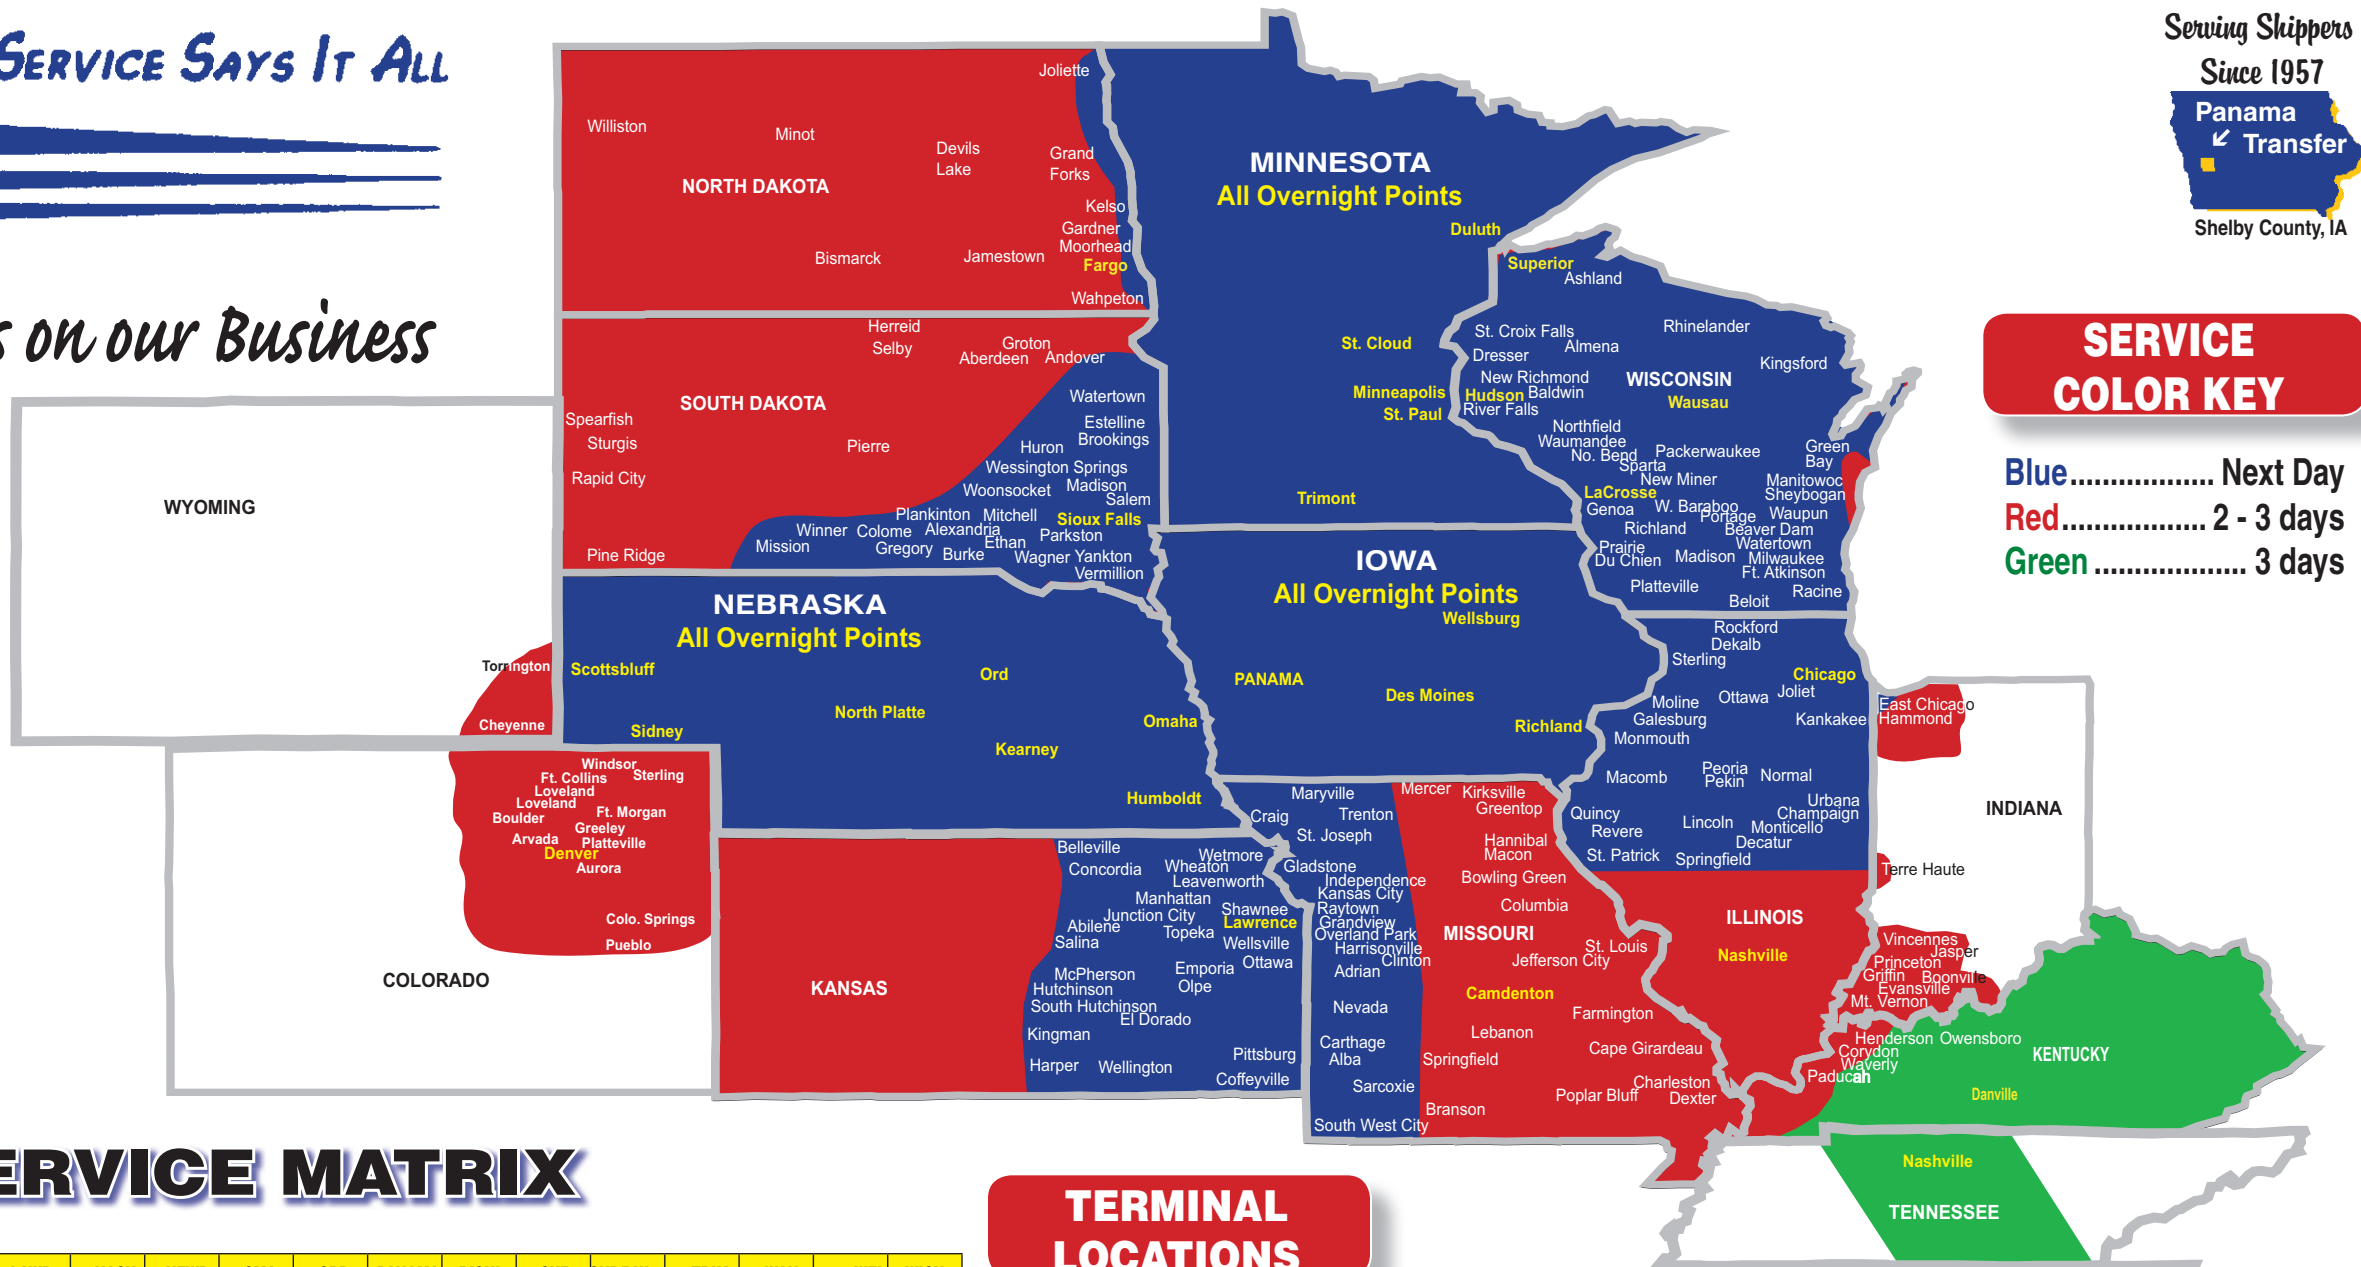 SERVICE SAYS IT ALL
on our Business
Serving Shippers
Since 1957
Panama
Transfer
Shelby County, IA
SERVICE
COLOR KEY
Blue.................. Next Day
Red.................. 2 - 3 days
Green ................... 3 days
NORTH DAKOTA
Joliette
Williston
Minot
Devils
Lake
Grand
Forks
Kelso
Gardner
Moorhead
Fargo
Bismarck
Jamestown
Wahpeton
MINNESOTA
All Overnight Points
Duluth
St. Cloud
Minneapolis
St. Paul
Trimont
SOUTH DAKOTA
Herreid
Selby
Groton
Aberdeen
Andover
Watertown
Spearfish
Sturgis
Rapid City
Pierre
Estelline
Brookings
Huron
Wessington Springs
Woonsocket
Madison
Salem
Plankinton
Mitchell
Sioux Falls
Winner
Colome
Alexandria
Parkston
Mission
Gregory
Ethan
Burke
Wagner
Yankton
Vermillion
Pine Ridge
WISCONSIN
Superior
Ashland
St. Croix Falls
Rhinelander
Almena
Dresser
Kingsford
New Richmond
Hudson
Baldwin
River Falls
Wausau
Northfield
Waumandee
No. Bend
Packerwaukee
Green
Bay
Sparta
New Miner
Manitowoc
Sheybogan
LaCrosse
Genoa
W. Baraboo
Portage
Waupun
Richland
Beaver Dam
Watertown
Prairie
Du Chien
Madison
Milwaukee
Ft. Atkinson
Platteville
Racine
Beloit
WYOMING
Torrington
Cheyenne
NEBRASKA
All Overnight Points
Scottsbluff
Ord
North Platte
Sidney
Kearney
Omaha
Humboldt
IOWA
All Overnight Points
Wellsburg
PANAMA
Des Moines
Richland
ILLINOIS
Rockford
Dekalb
Sterling
Chicago
Moline
Ottawa
Joliet
Galesburg
Kankakee
Monmouth
Macomb
Peoria
Pekin
Normal
Quincy
Urbana
Champaign
Revere
Lincoln
Monticello
Decatur
St. Patrick
Springfield
Nashville
INDIANA
East Chicago
Hammond
Terre Haute
Vincennes
Jasper
Princeton
Griffin
Boonville
Evansville
Mt. Vernon
COLORADO
Windsor
Ft. Collins
Sterling
Loveland
Loveland
Boulder
Ft. Morgan
Greeley
Arvada
Platteville
Denver
Aurora
Colo. Springs
Pueblo
KANSAS
Belleville
Concordia
Wetmore
Wheaton
Leavenworth
Manhattan
Junction City
Shawnee
Lawrence
Abilene
Topeka
Salina
Wellsville
Ottawa
McPherson
Emporia
Hutchinson
Olpe
South Hutchinson
El Dorado
Kingman
Harper
Wellington
Pittsburg
Coffeyville
MISSOURI
Maryville
Mercer
Kirksville
Greentop
Craig
Trenton
St. Joseph
Hannibal
Macon
Gladstone
Independence
Bowling Green
Kansas City
Raytown
Columbia
Grandview
Overland Park
Harrisonville
St. Louis
Clinton
Jefferson City
Adrian
Camdenton
Nevada
Farmington
Lebanon
Carthage
Alba
Springfield
Cape Girardeau
Sarcoxie
Charleston
Poplar Bluff
Dexter
Branson
South West City
KENTUCKY
Henderson
Owensboro
Corydon
Waverly
Paducah
Danville
Nashville
TENNESSEE
ERVICE MATRIX
TERMINAL
LOCATIONS